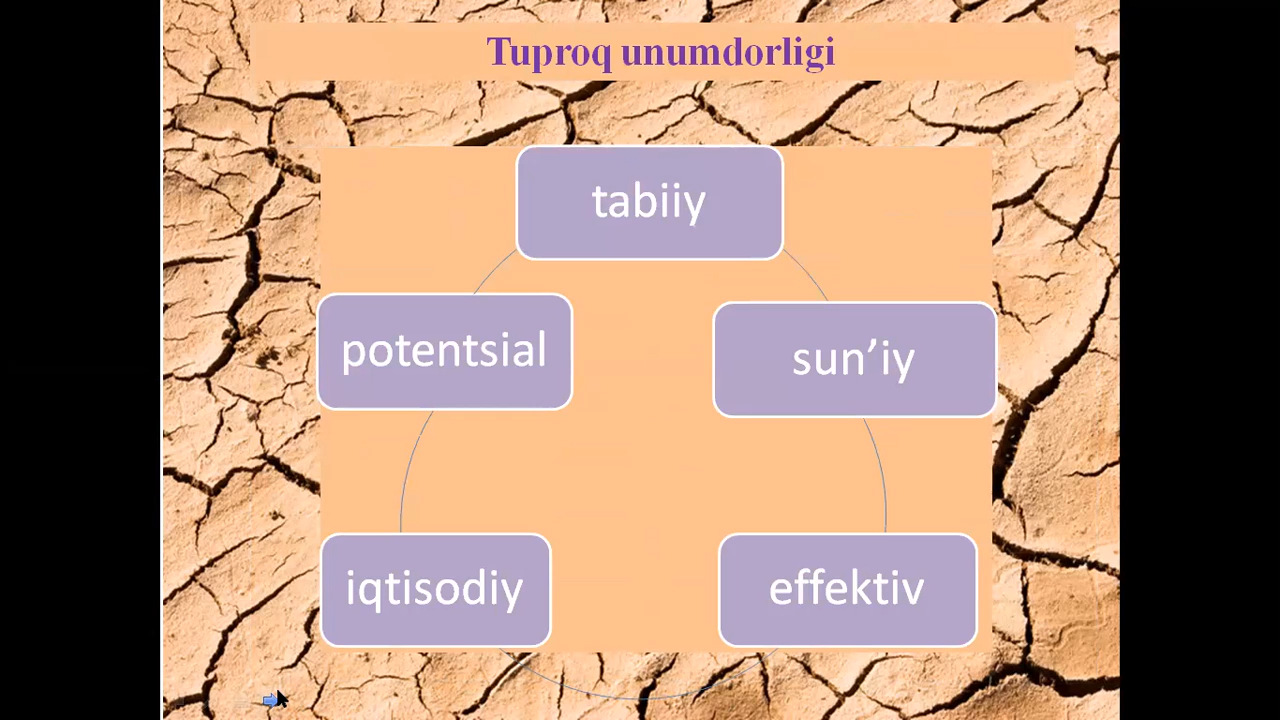 Tuproq unumdorligi
tabiiy
potentsial
sun’iy
iqtisodiy
effektiv